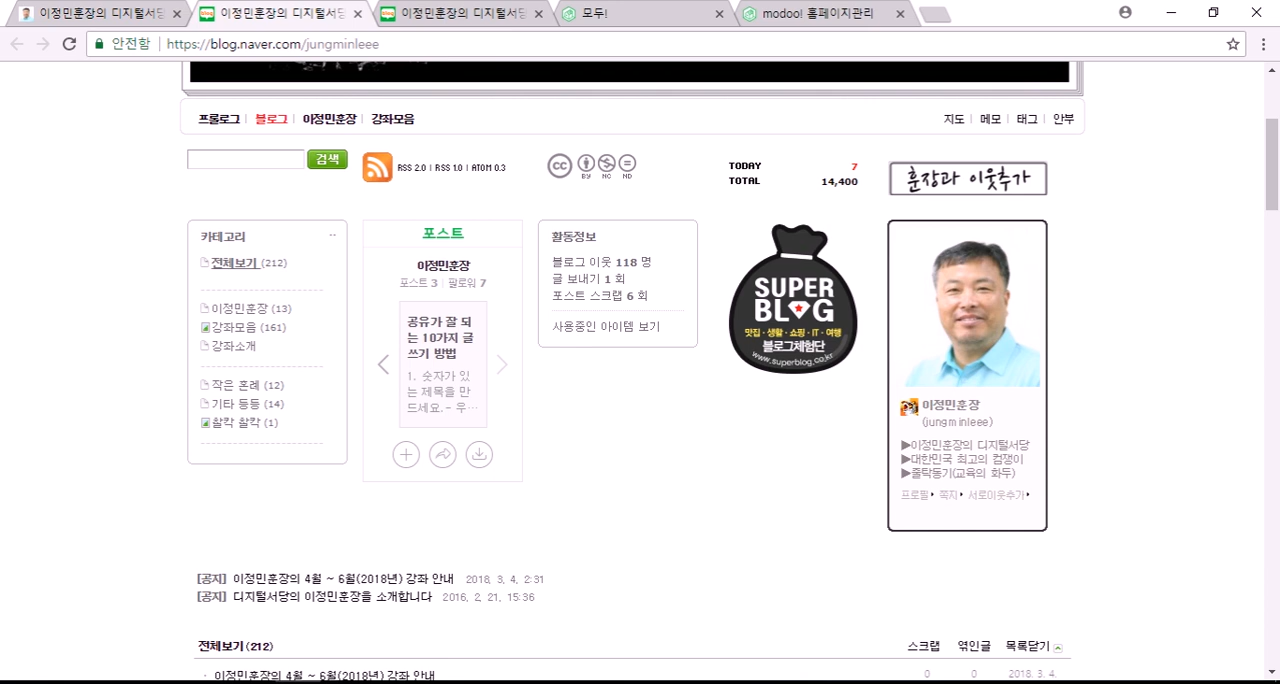 이정민훈장의 디지털서당
이정민훈장의 디지털서당
이정민훈장의 디지털서당
모두!
modoo! 홈페이지관리
안전함
https://blog.naver.com/jungminleee
프롤로그 | 블로그 | 이정민훈장 | 강좌모음
지도 | 메모 | 태그 | 안부
검색
RSS 2.0 | RSS 1.0 | ATOM 0.3
CC BY NC ND
TODAY 7
TOTAL 14,400
훈장과 이웃추가
카테고리
전체보기 (212)
이정민훈장 (13)
강좌모음 (161)
강좌소개
작은 혼례 (12)
기타 등등 (14)
찰칵 찰칵 (1)
포스트
이정민훈장
포스트 3 | 팔로워 7
공유가 잘 되
는 10가지 글
쓰기 방법
1. 숫자가 있
는 제목을 만
드세요.- 우…
활동정보
블로그 이웃 118 명
글 보내기 1 회
포스트 스크랩 6 회
사용중인 아이템 보기
SUPER
BLOG
맛집 · 생활 · 쇼핑 · IT · 여행
블로그체험단
www.superblog.co.kr
이정민훈장
(jungminleee)
▶이정민훈장의 디지털서당
▶대한민국 최고의 컴쟁이
▶줄탁동기(교육의 화두)
프로필 쪽지 서로이웃추가
[공지] 이정민훈장의 4월 ~ 6월(2018년) 강좌 안내 2018. 3. 4. 2:31
[공지] 디지털서당의 이정민훈장을 소개합니다 2016. 2. 21. 15:36
전체보기 (212)
스크랩 엮인글 목록닫기
· 이정민훈장의 4월 ~ 6월(2018년) 강좌 안내 0 0 2018. 3. 4.